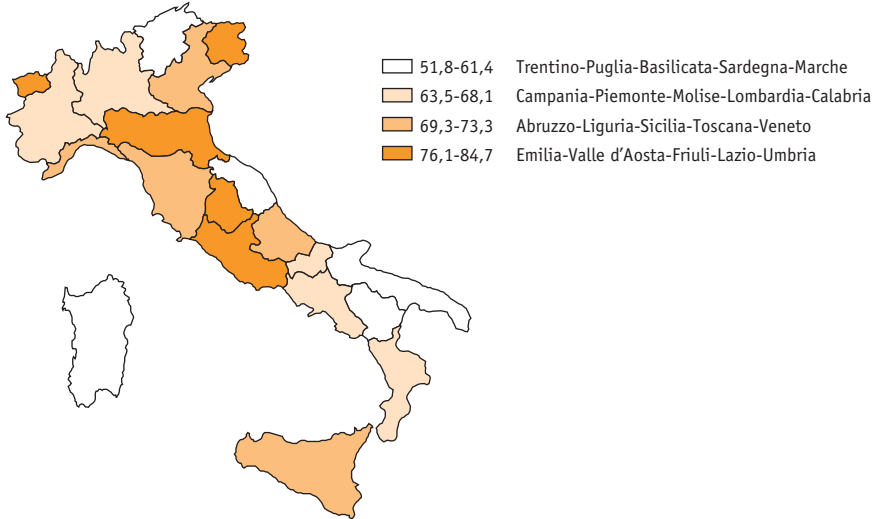 51,8-61,4 Trentino-Puglia-Basilicata-Sardegna-Marche
63,5-68,1 Campania-Piemonte-Molise-Lombardia-Calabria
69,3-73,3 Abruzzo-Liguria-Sicilia-Toscana-Veneto
76,1-84,7 Emilia-Valle d'Aosta-Friuli-Lazio-Umbria